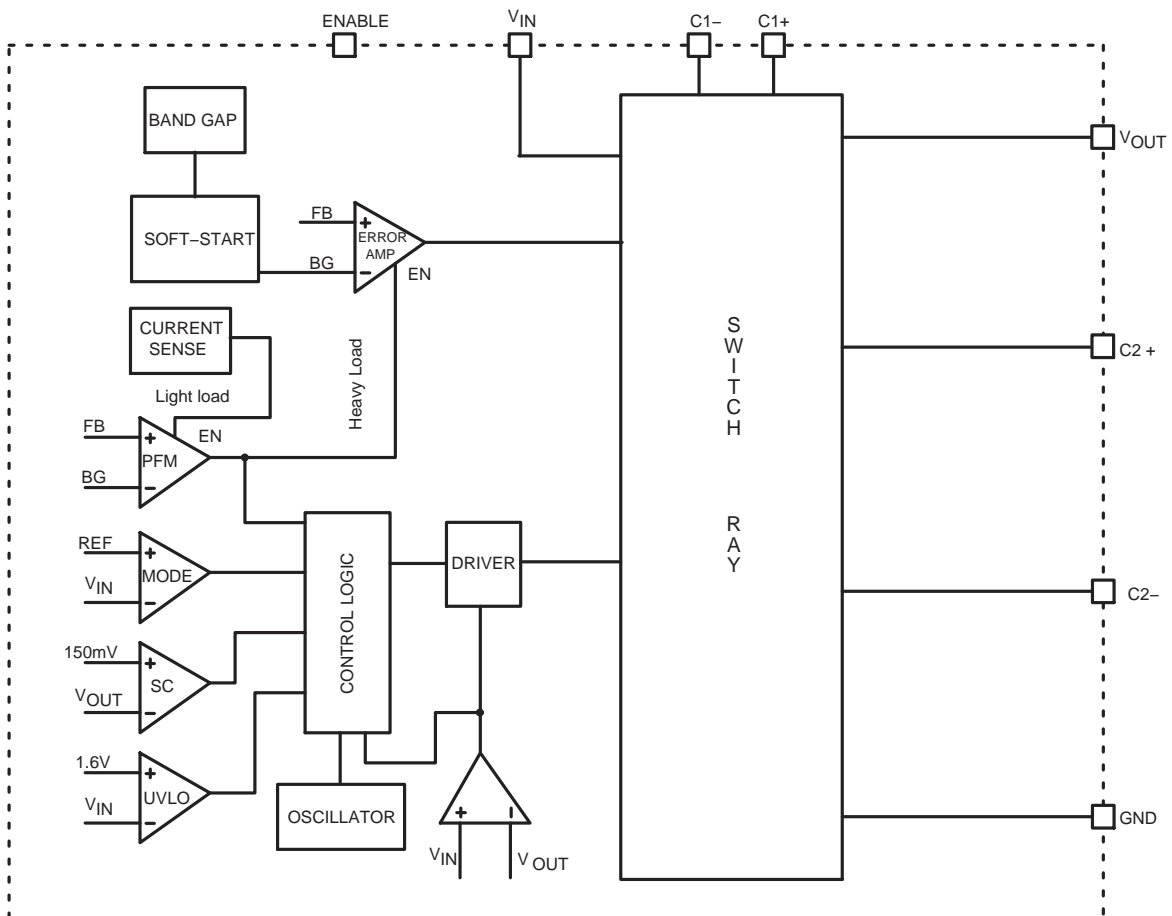 ENABLE
VIN
C1−
C1+
BAND GAP
VOUT
SOFT−START
FB
+
ERROR
AMP
BG
−
EN
CURRENT
SENSE
Light load
Heavy Load
SWITCH
RAY
C2 +
FB
+
EN
PFM
BG
−
REF
+
MODE
VIN
−
CONTROL LOGIC
DRIVER
C2−
150mV
+
SC
VOUT
−
1.6V
+
UVLO
VIN
−
OSCILLATOR
+
−
VIN
V OUT
GND